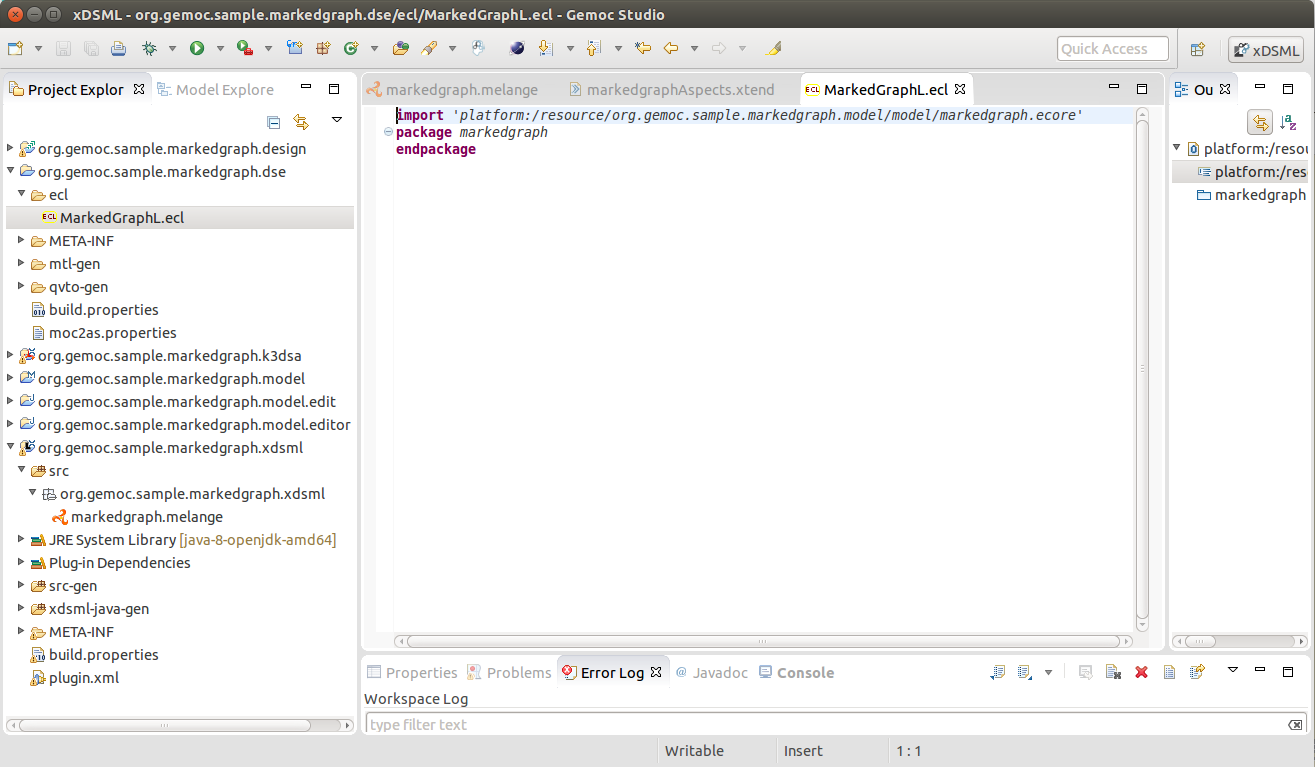 xDSML - org.gemoc.sample.markedgraph.dse/ecl/MarkedGraphL.ecl - Gemoc Studio
Quick Access
xDSML
Project Explor
Model Explore
org.gemoc.sample.markedgraph.design
org.gemoc.sample.markedgraph.dse
ecl
ECL MarkedGraphL.ecl
META-INF
mtl-gen
qvto-gen
build.properties
moc2as.properties
org.gemoc.sample.markedgraph.k3dsa
org.gemoc.sample.markedgraph.model
org.gemoc.sample.markedgraph.model.edit
org.gemoc.sample.markedgraph.model.editor
org.gemoc.sample.markedgraph.xdsml
src
org.gemoc.sample.markedgraph.xdsml
markedgraph.melange
JRE System Library [java-8-openjdk-amd64]
Plug-in Dependencies
src-gen
xdsml-java-gen
META-INF
build.properties
plugin.xml
markedgraph.melange
markedgraphAspects.xtend
ECL MarkedGraphL.ecl
import 'platform:/resource/org.gemoc.sample.markedgraph.model/model/markedgraph.ecore'
package markedgraph
endpackage
Ou
platform:/resou
platform:/res
markedgraph
Properties
Problems
Error Log
@ Javadoc
Console
Workspace Log
type filter text
Writable
Insert
1 : 1